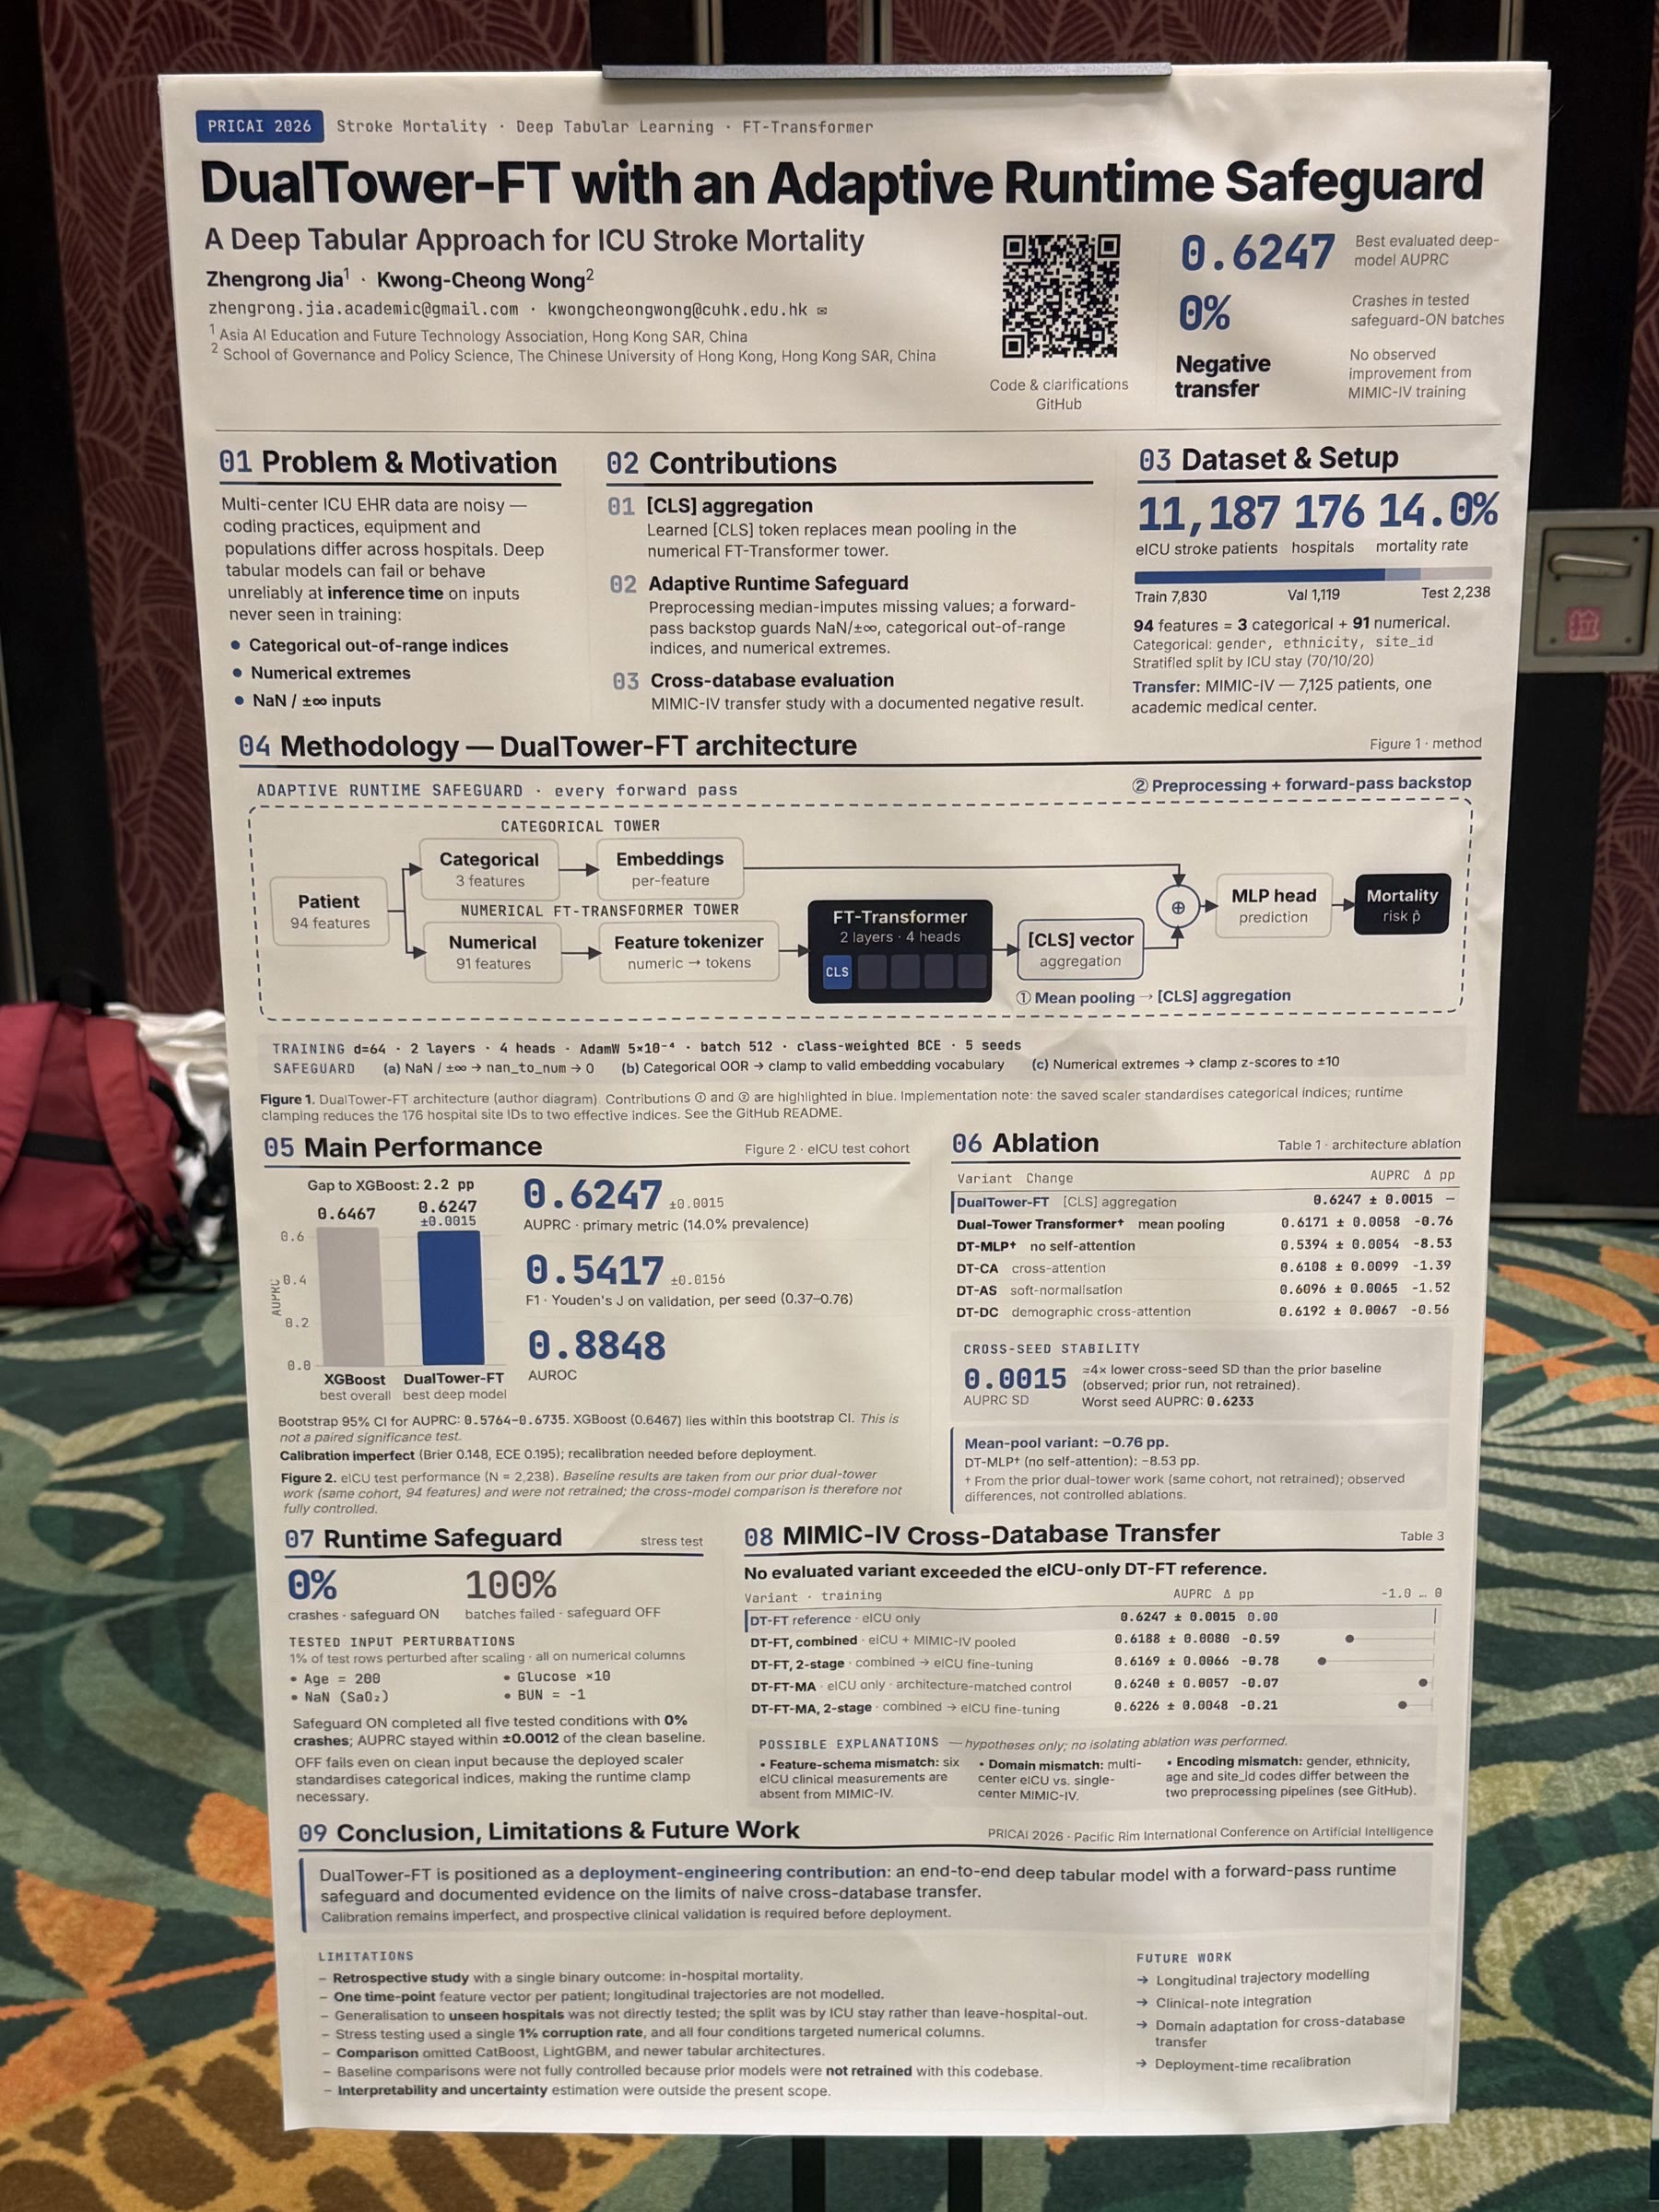 PRICAI 2026 Stroke Mortality · Deep Tabular Learning · FT-Transformer
DualTower-FT with an Adaptive Runtime Safeguard
A Deep Tabular Approach for ICU Stroke Mortality
Zhengrong Jia¹ · Kwong-Cheong Wong²
zhengrong.jia.academic@gmail.com · kwongcheongwong@cuhk.edu.hk ✉
¹ Asia AI Education and Future Technology Association, Hong Kong SAR, China
² School of Governance and Policy Science, The Chinese University of Hong Kong, Hong Kong SAR, China
Code & clarifications
GitHub
0.6247
Best evaluated deep-
model AUPRC
0%
Crashes in tested
safeguard-ON batches
Negative
transfer
No observed
improvement from
MIMIC-IV training
01 Problem & Motivation
Multi-center ICU EHR data are noisy —
coding practices, equipment and
populations differ across hospitals. Deep
tabular models can fail or behave
unreliably at inference time on inputs
never seen in training:
• Categorical out-of-range indices
• Numerical extremes
• NaN / ±∞ inputs
02 Contributions
01 [CLS] aggregation
Learned [CLS] token replaces mean pooling in the
numerical FT-Transformer tower.
02 Adaptive Runtime Safeguard
Preprocessing median-imputes missing values; a forward-
pass backstop guards NaN/±∞, categorical out-of-range
indices, and numerical extremes.
03 Cross-database evaluation
MIMIC-IV transfer study with a documented negative result.
03 Dataset & Setup
11,187 176 14.0%
eICU stroke patients hospitals mortality rate
Train 7,830 Val 1,119 Test 2,238
94 features = 3 categorical + 91 numerical.
Categorical: gender, ethnicity, site_id
Stratified split by ICU stay (70/10/20)
Transfer: MIMIC-IV — 7,125 patients, one
academic medical center.
04 Methodology — DualTower-FT architecture
Figure 1 · method
ADAPTIVE RUNTIME SAFEGUARD · every forward pass
② Preprocessing + forward-pass backstop
CATEGORICAL TOWER
Patient
94 features
Categorical
3 features
Embeddings
per-feature
NUMERICAL FT-TRANSFORMER TOWER
Numerical
91 features
Feature tokenizer
numeric → tokens
FT-Transformer
2 layers · 4 heads
CLS
[CLS] vector
aggregation
⊕
MLP head
prediction
Mortality
risk p̂
① Mean pooling → [CLS] aggregation
TRAINING d=64 · 2 layers · 4 heads · AdamW 5×10⁻⁴ · batch 512 · class-weighted BCE · 5 seeds
SAFEGUARD (a) NaN / ±∞ → nan_to_num → 0 (b) Categorical OOR → clamp to valid embedding vocabulary (c) Numerical extremes → clamp z-scores to ±10
Figure 1. DualTower-FT architecture (author diagram). Contributions ① and ② are highlighted in blue. Implementation note: the saved scaler standardises categorical indices; runtime
clamping reduces the 176 hospital site IDs to two effective indices. See the GitHub README.
05 Main Performance
Figure 2 · eICU test cohort
Gap to XGBoost: 2.2 pp
0.6467
0.6247
±0.0015
AUPRC
0.6
0.4
0.2
0.0
XGBoost
best overall
DualTower-FT
best deep model
0.6247 ±0.0015
AUPRC · primary metric (14.0% prevalence)
0.5417 ±0.0156
F1 · Youden's J on validation, per seed (0.37–0.76)
0.8848
AUROC
Bootstrap 95% CI for AUPRC: 0.5764–0.6735. XGBoost (0.6467) lies within this bootstrap CI. This is
not a paired significance test.
Calibration imperfect (Brier 0.148, ECE 0.195); recalibration needed before deployment.
Figure 2. eICU test performance (N = 2,238). Baseline results are taken from our prior dual-tower
work (same cohort, 94 features) and were not retrained; the cross-model comparison is therefore not
fully controlled.
06 Ablation
Table 1 · architecture ablation
Variant Change AUPRC Δ pp
DualTower-FT [CLS] aggregation 0.6247 ± 0.0015 —
Dual-Tower Transformer† mean pooling 0.6171 ± 0.0058 -0.76
DT-MLP† no self-attention 0.5394 ± 0.0054 -8.53
DT-CA cross-attention 0.6108 ± 0.0099 -1.39
DT-AS soft-normalisation 0.6096 ± 0.0065 -1.52
DT-DC demographic cross-attention 0.6192 ± 0.0067 -0.56
CROSS-SEED STABILITY
0.0015
AUPRC SD
≈4× lower cross-seed SD than the prior baseline
(observed; prior run, not retrained).
Worst seed AUPRC: 0.6233
Mean-pool variant: −0.76 pp.
DT-MLP† (no self-attention): −8.53 pp.
† From the prior dual-tower work (same cohort, not retrained); observed
differences, not controlled ablations.
07 Runtime Safeguard
stress test
0%
crashes · safeguard ON
100%
batches failed · safeguard OFF
TESTED INPUT PERTURBATIONS
1% of test rows perturbed after scaling · all on numerical columns
• Age = 200 • Glucose ×10
• NaN (SaO₂) • BUN = -1
Safeguard ON completed all five tested conditions with 0%
crashes; AUPRC stayed within ±0.0012 of the clean baseline.
OFF fails even on clean input because the deployed scaler
standardises categorical indices, making the runtime clamp
necessary.
08 MIMIC-IV Cross-Database Transfer
Table 3
No evaluated variant exceeded the eICU-only DT-FT reference.
Variant · training AUPRC Δ pp -1.0 … 0
DT-FT reference · eICU only 0.6247 ± 0.0015 0.00
DT-FT, combined · eICU + MIMIC-IV pooled 0.6188 ± 0.0080 -0.59
DT-FT, 2-stage · combined → eICU fine-tuning 0.6169 ± 0.0066 -0.78
DT-FT-MA · eICU only · architecture-matched control 0.6240 ± 0.0057 -0.07
DT-FT-MA, 2-stage · combined → eICU fine-tuning 0.6226 ± 0.0048 -0.21
POSSIBLE EXPLANATIONS — hypotheses only; no isolating ablation was performed.
• Feature-schema mismatch: six
eICU clinical measurements are
absent from MIMIC-IV.
• Domain mismatch: multi-
center eICU vs. single-
center MIMIC-IV.
• Encoding mismatch: gender, ethnicity,
age and site_id codes differ between the
two preprocessing pipelines (see GitHub).
09 Conclusion, Limitations & Future Work
PRICAI 2026 · Pacific Rim International Conference on Artificial Intelligence
DualTower-FT is positioned as a deployment-engineering contribution: an end-to-end deep tabular model with a forward-pass runtime
safeguard and documented evidence on the limits of naive cross-database transfer.
Calibration remains imperfect, and prospective clinical validation is required before deployment.
LIMITATIONS
– Retrospective study with a single binary outcome: in-hospital mortality.
– One time-point feature vector per patient; longitudinal trajectories are not modelled.
– Generalisation to unseen hospitals was not directly tested; the split was by ICU stay rather than leave-hospital-out.
– Stress testing used a single 1% corruption rate, and all four conditions targeted numerical columns.
– Comparison omitted CatBoost, LightGBM, and newer tabular architectures.
– Baseline comparisons were not fully controlled because prior models were not retrained with this codebase.
– Interpretability and uncertainty estimation were outside the present scope.
FUTURE WORK
→ Longitudinal trajectory modelling
→ Clinical-note integration
→ Domain adaptation for cross-database
transfer
→ Deployment-time recalibration
拉